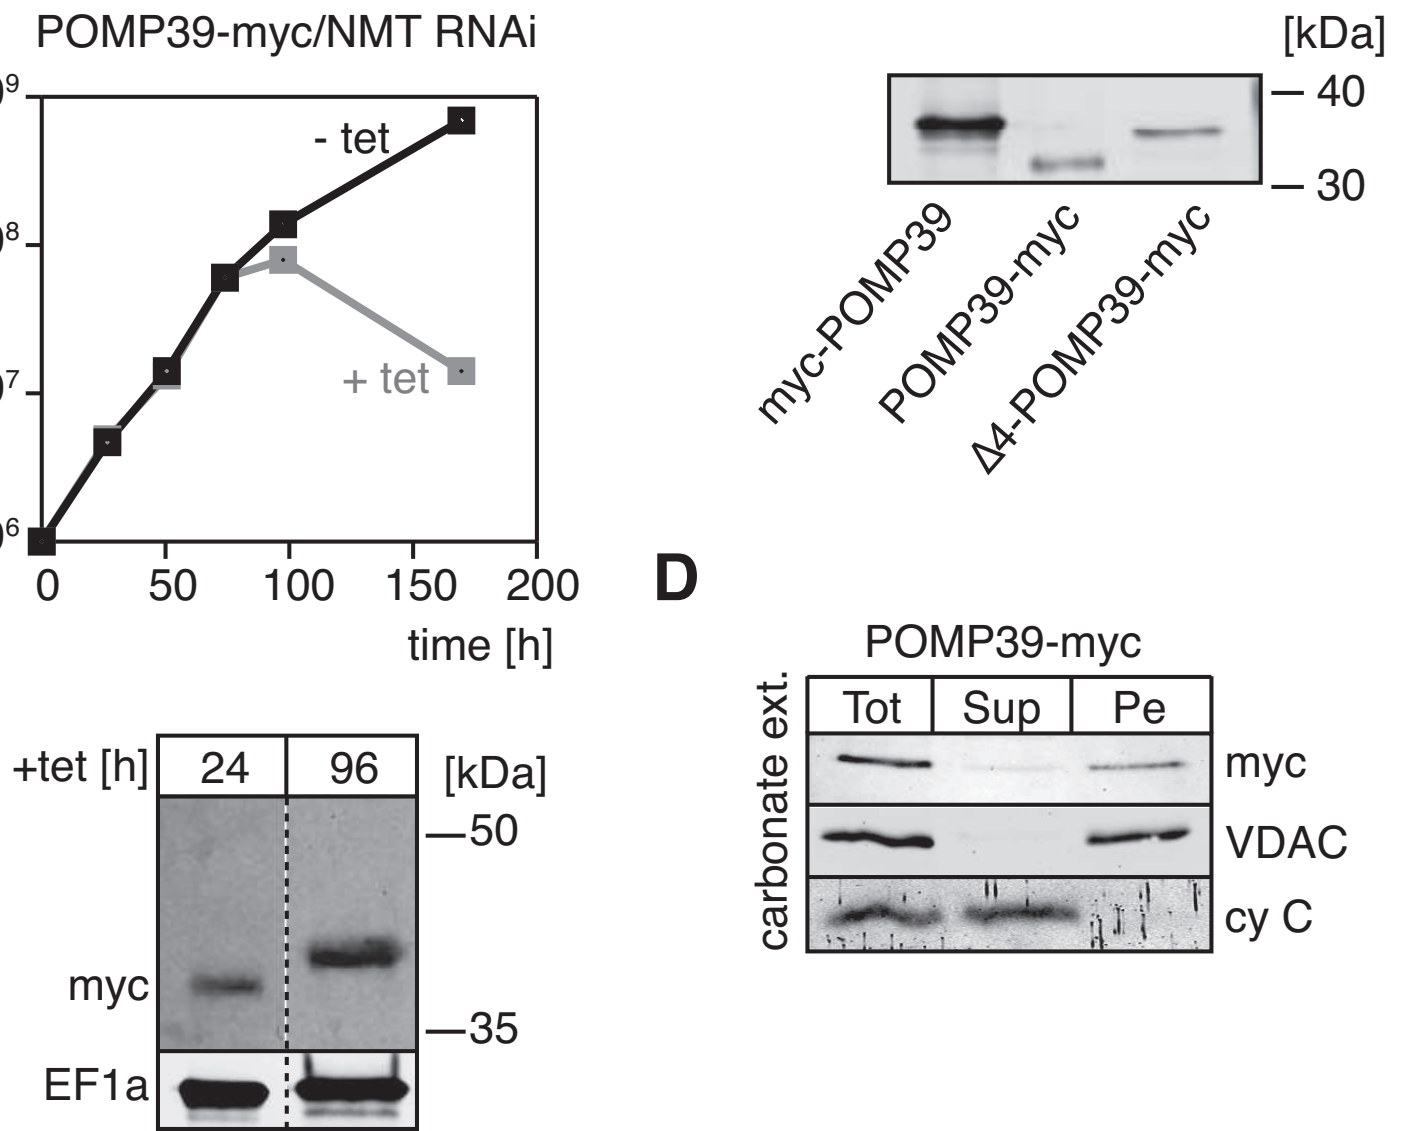 POMP39-myc/NMT RNAi
- tet
+ tet
0 50 100 150 200
time [h]
+tet [h] 24 96 [kDa]
50
myc
35
EF1a
[kDa]
40
30
myc-POMP39
POMP39-myc
Δ4-POMP39-myc
D
POMP39-myc
carbonate ext.
Tot Sup Pe
myc
VDAC
cy C